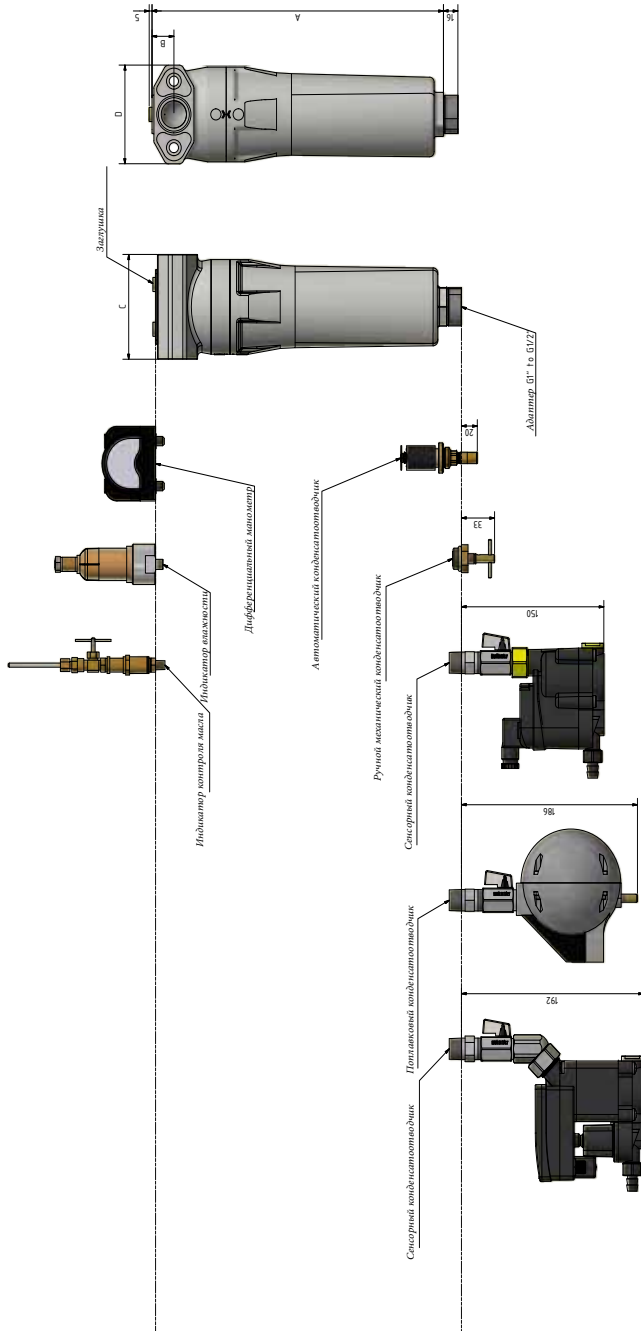 5
B
A
16
D
Заглушка
C
Адаптер G1" to G1/2"
Дифференциальный манометр
Индикатор влажности
Индикатор контроля масла
Автоматический конденсатоотводчик
20
Ручной механический конденсатоотводчик
33
Сенсорный конденсатоотводчик
150
Поплавковый конденсатоотводчик
186
Сенсорный конденсатоотводчик
192